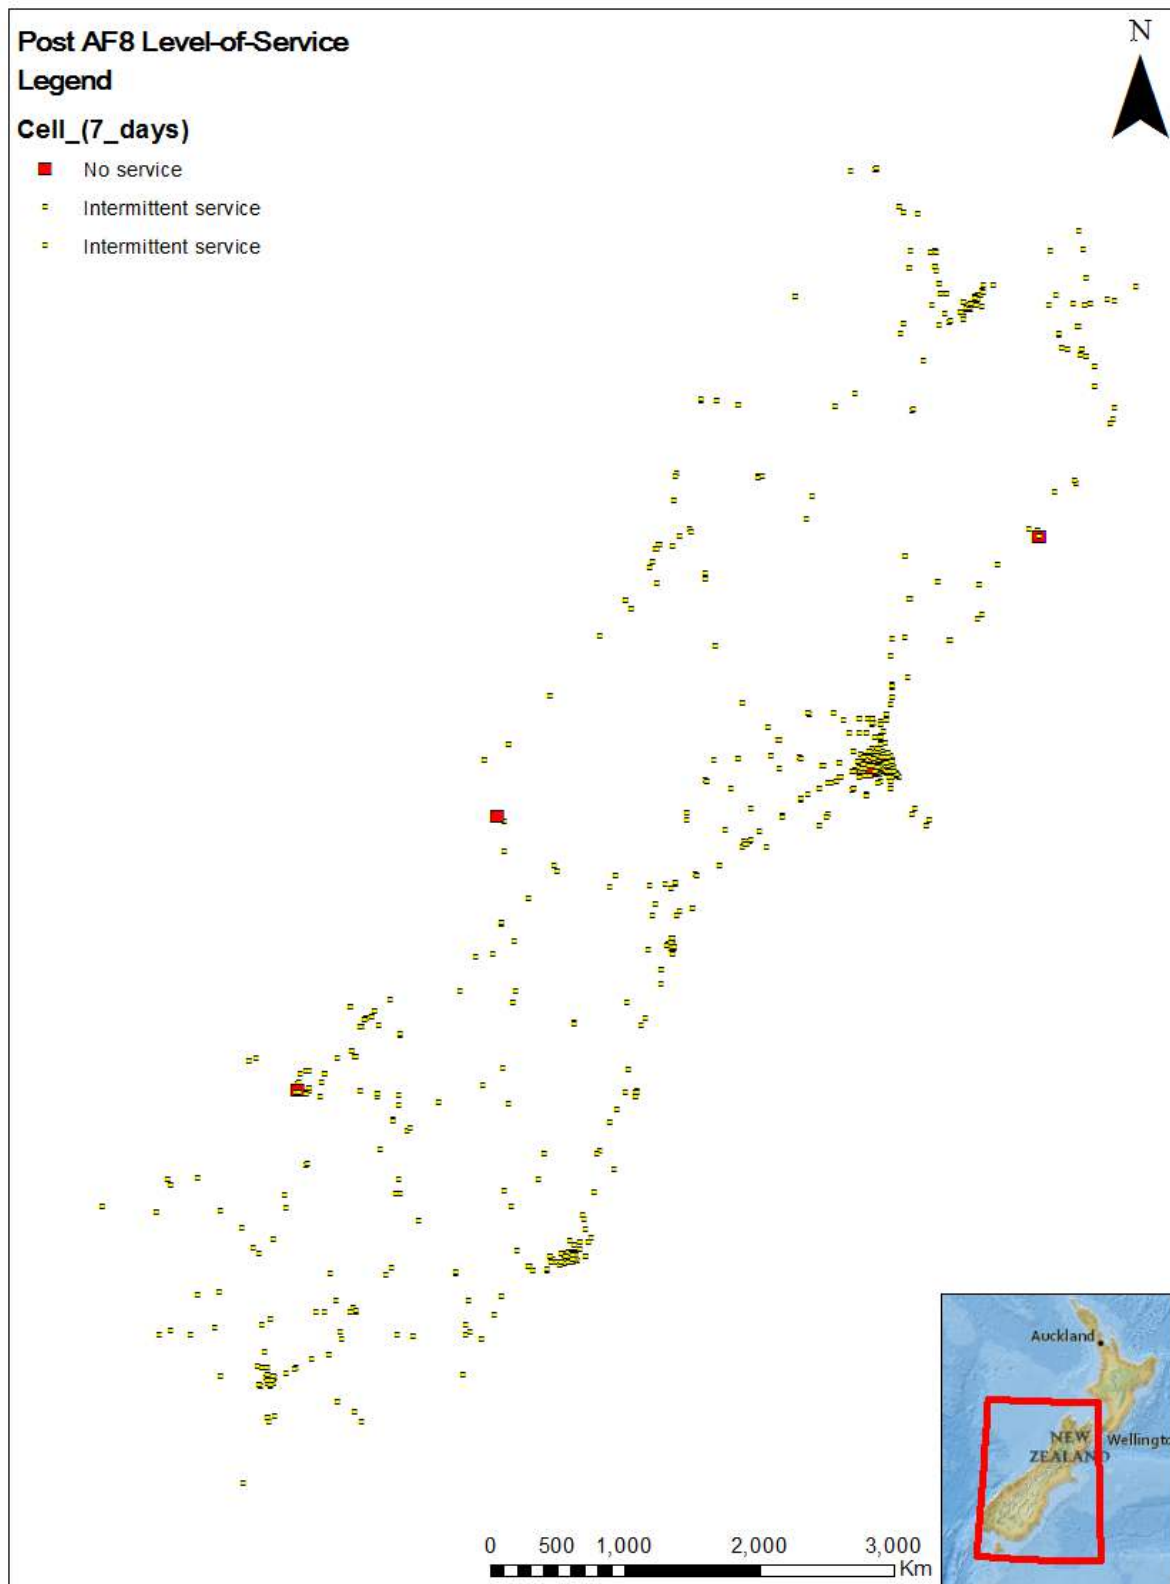 Post AF8 Level-of-Service
Legend
Cell_(7_days)
No service
Intermittent service
Intermittent service
N
Auckland
NEW
ZEALAND
Wellingto
0 500 1,000 2,000 3,000
Km